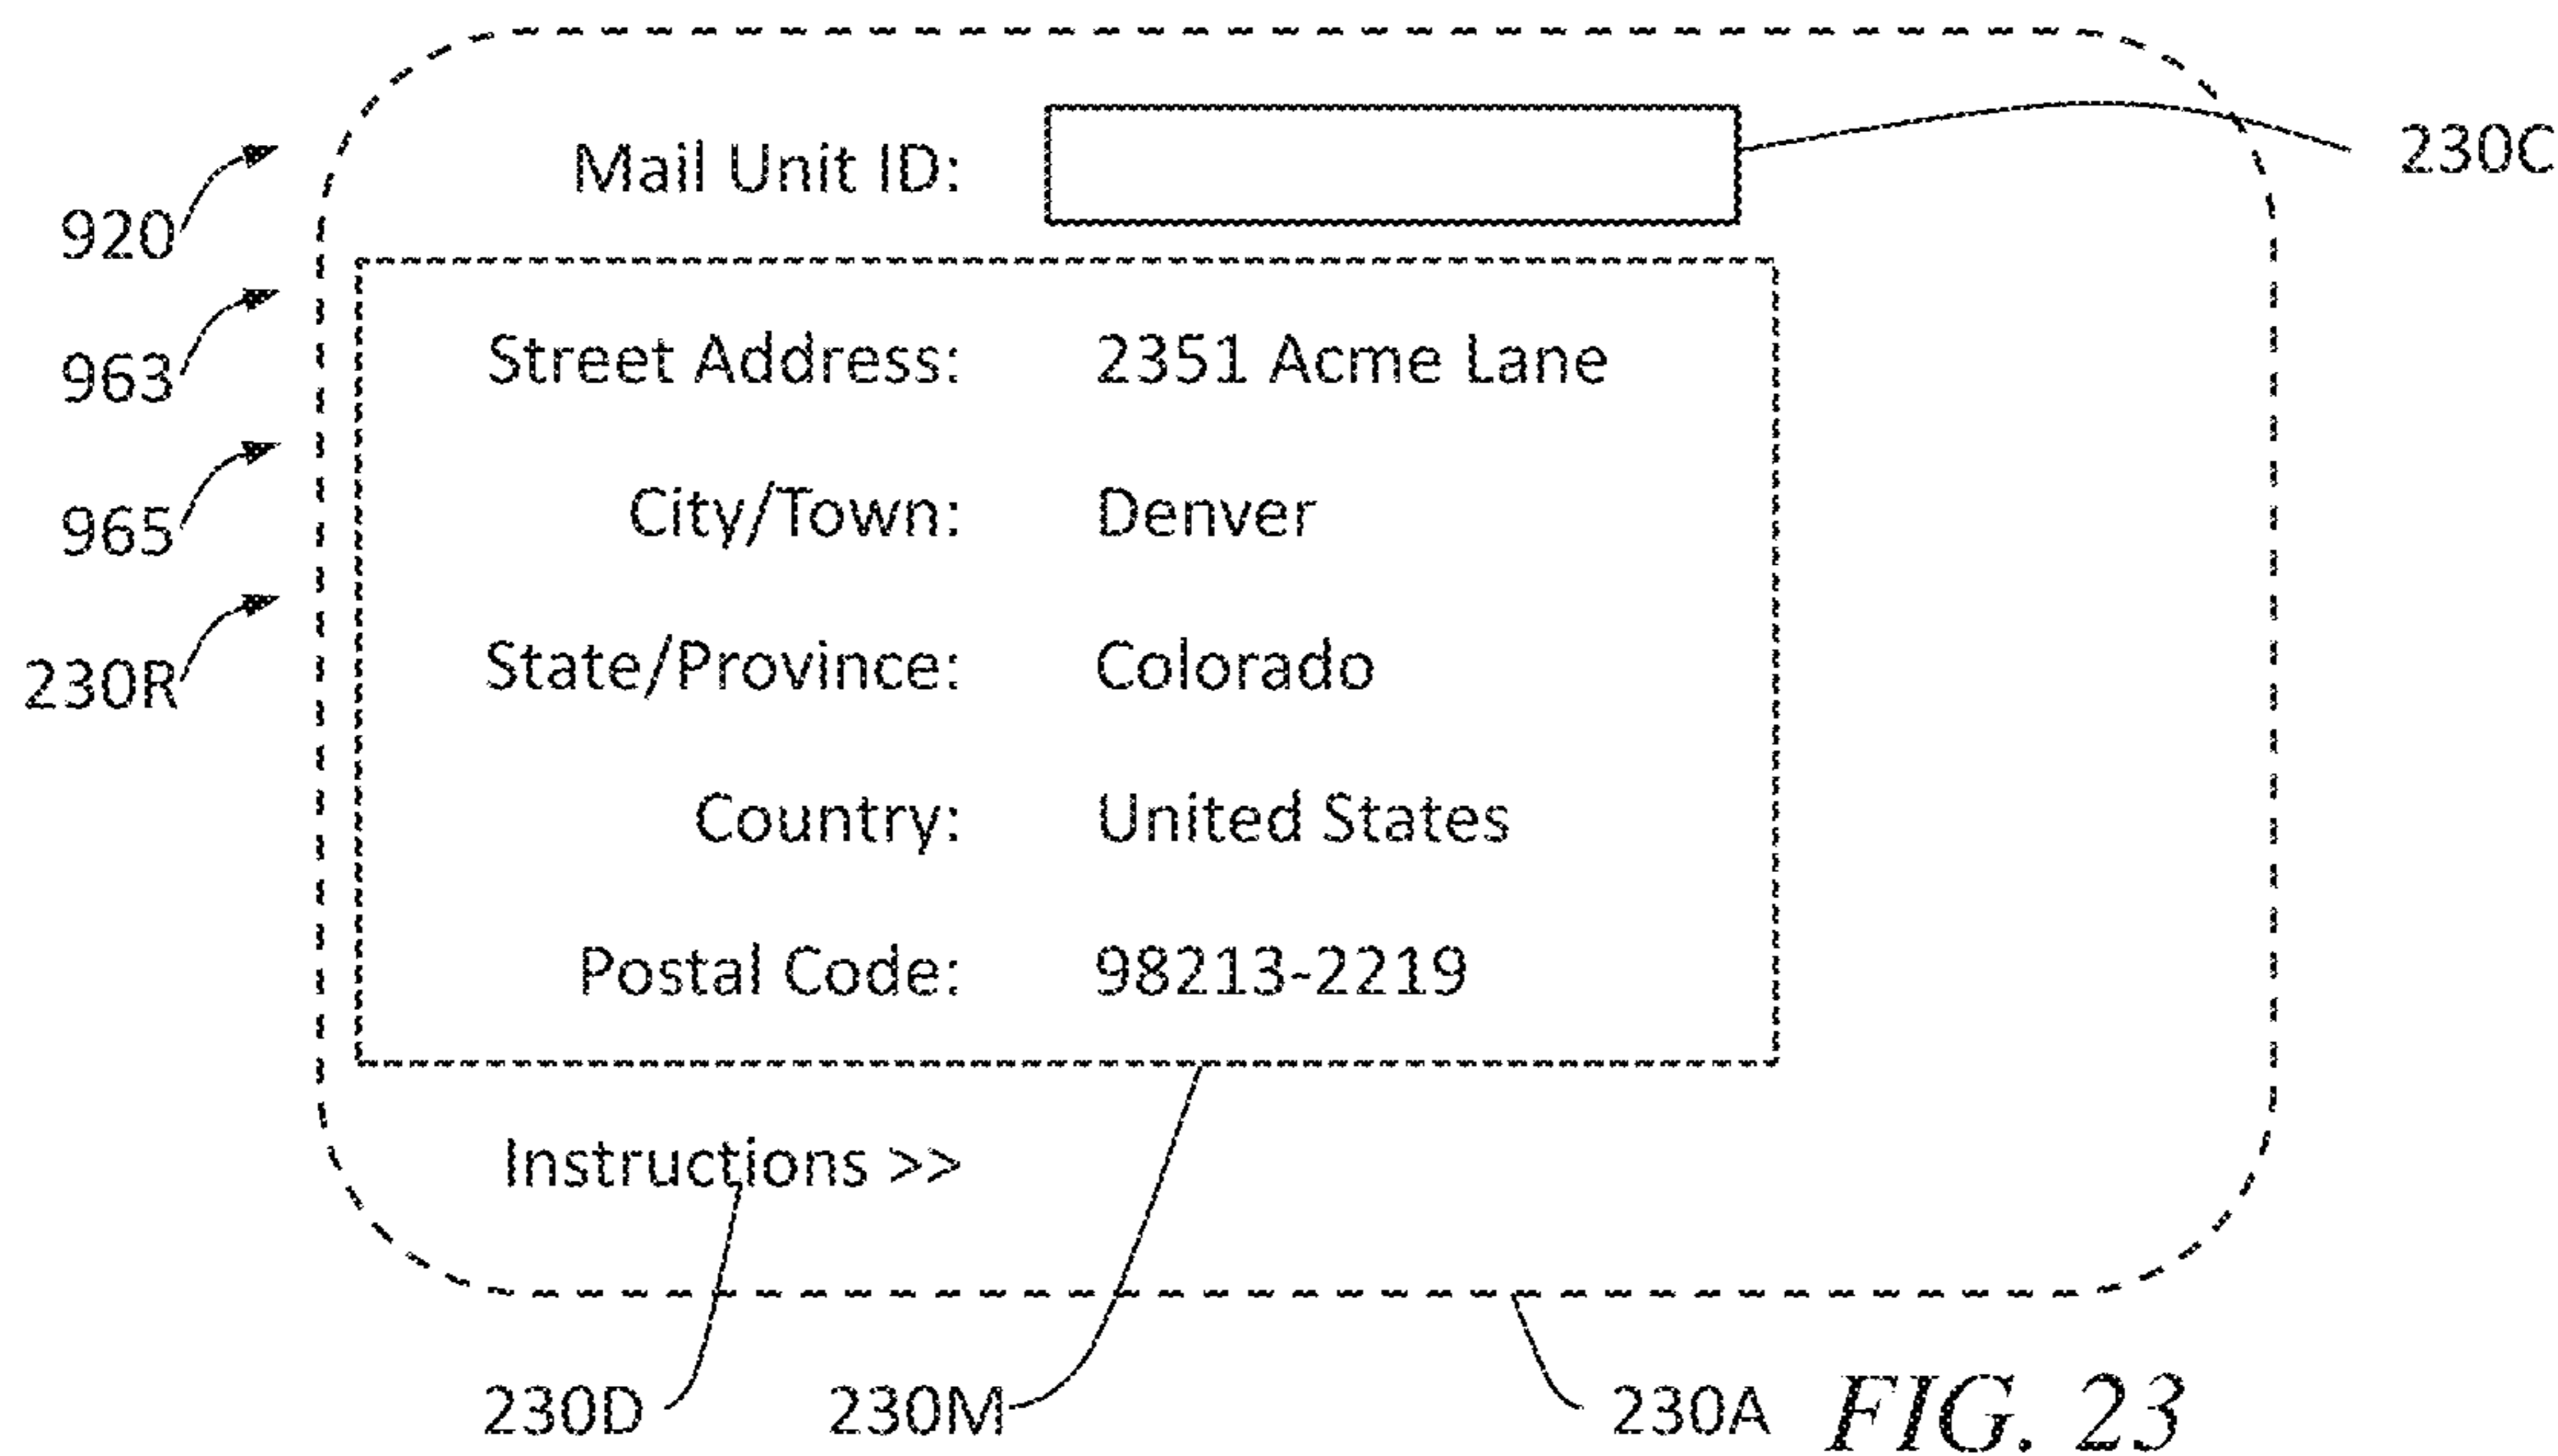 Mail Unit ID:
230C
920
963
Street Address: 2351 Acme Lane
965
City/Town: Denver
230R
State/Province: Colorado
Country: United States
Postal Code: 98213-2219
Instructions >>
230D
230M
230A
FIG. 23